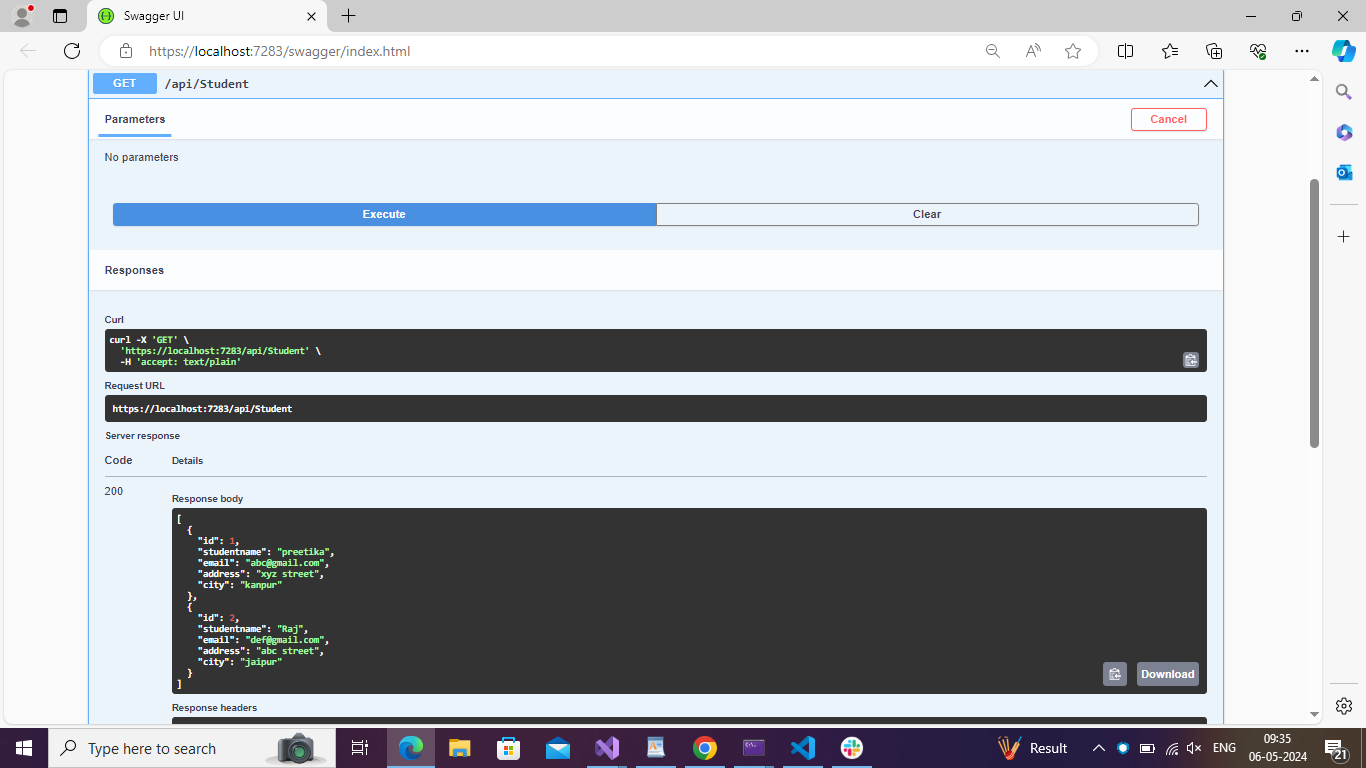 Swagger UI
https://localhost:7283/swagger/index.html
GET /api/Student
Parameters
Cancel
No parameters
Execute
Clear
Responses
Curl
curl -X 'GET' \
'https://localhost:7283/api/Student' \
-H 'accept: text/plain'
Request URL
https://localhost:7283/api/Student
Server response
Code Details
200
Response body
[
{
"id": 1,
"studentname": "preetika",
"email": "abc@gmail.com",
"address": "xyz street",
"city": "kanpur"
},
{
"id": 2,
"studentname": "Raj",
"email": "def@gmail.com",
"address": "abc street",
"city": "jaipur"
}
]
Download
Response headers
Type here to search
Result
ENG
09:35
06-05-2024
21